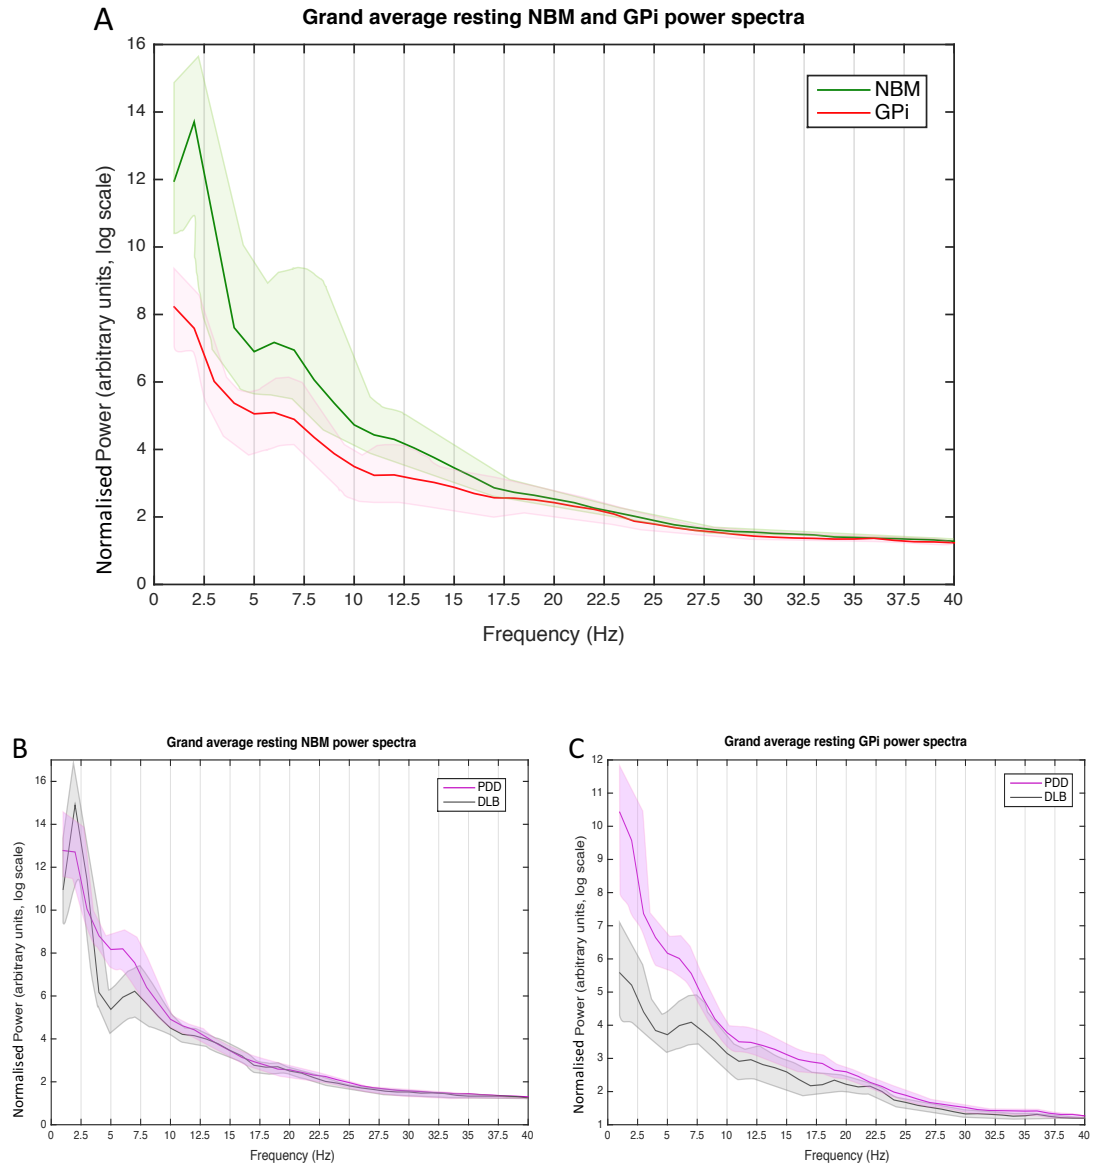 A
Grand average resting NBM and GPi power spectra
Normalised Power (arbitrary units, log scale)
16
14
12
10
8
6
4
2
0
NBM
GPi
0 2.5 5 7.5 10 12.5 15 17.5 20 22.5 25 27.5 30 32.5 35 37.5 40
Frequency (Hz)
B
Grand average resting NBM power spectra
Normalised Power (arbitrary units, log scale)
16
14
12
10
8
6
4
2
0
PDD
DLB
0 2.5 5 7.5 10 12.5 15 17.5 20 22.5 25 27.5 30 32.5 35 37.5 40
Frequency (Hz)
C
Grand average resting GPi power spectra
Normalised Power (arbitrary units, log scale)
12
11
10
9
8
7
6
5
4
3
2
1
PDD
DLB
0 2.5 5 7.5 10 12.5 15 17.5 20 22.5 25 27.5 30 32.5 35 37.5 40
Frequency (Hz)